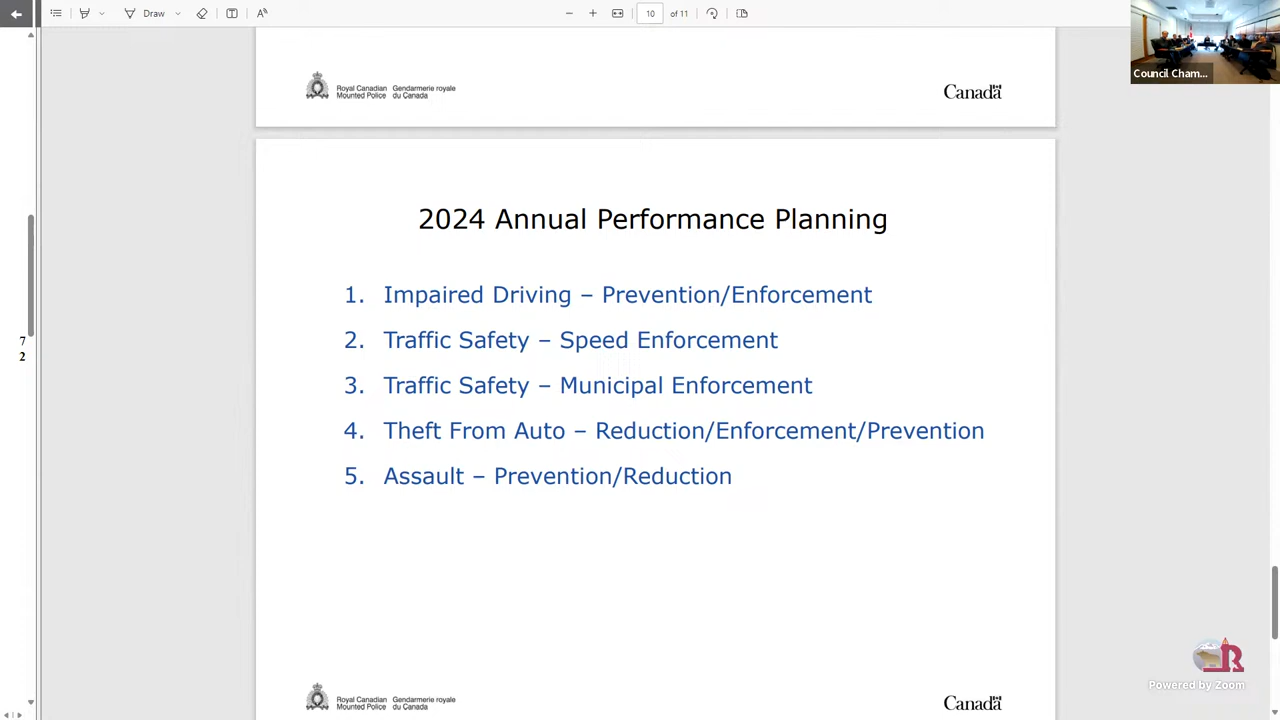 Draw
10 of 11
Council Cham...
Royal Canadian Gendarmerie royale
Mounted Police du Canada
Canada
2024 Annual Performance Planning
1. Impaired Driving – Prevention/Enforcement
2. Traffic Safety – Speed Enforcement
3. Traffic Safety – Municipal Enforcement
4. Theft From Auto – Reduction/Enforcement/Prevention
5. Assault – Prevention/Reduction
7
2
R
Powered by Zoom
Royal Canadian Gendarmerie royale
Mounted Police du Canada
Canada